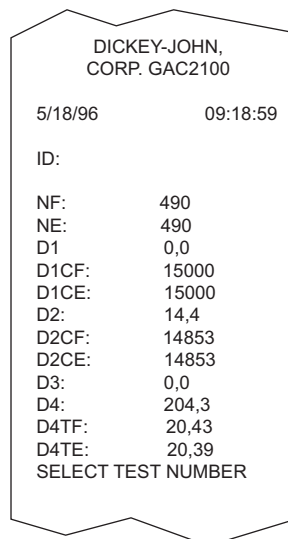 DICKEY-JOHN,
CORP. GAC2100
5/18/96 09:18:59
ID:
NF: 490
NE: 490
D1 0,0
D1CF: 15000
D1CE: 15000
D2: 14,4
D2CF: 14853
D2CE: 14853
D3: 0,0
D4: 204,3
D4TF: 20,43
D4TE: 20,39
SELECT TEST NUMBER